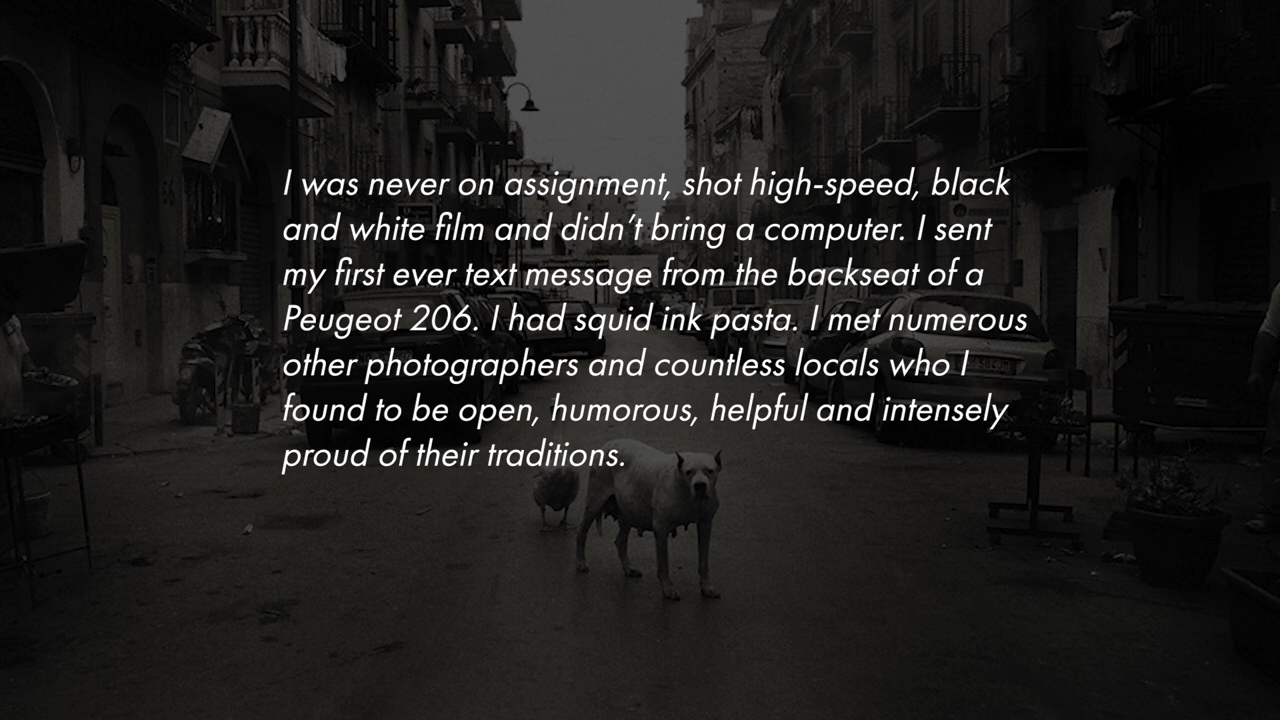 I was never on assignment, shot high-speed, black
and white film and didn’t bring a computer. I sent
my first ever text message from the backseat of a
Peugeot 206. I had squid ink pasta. I met numerous
other photographers and countless locals who I
found to be open, humorous, helpful and intensely
proud of their traditions.
56